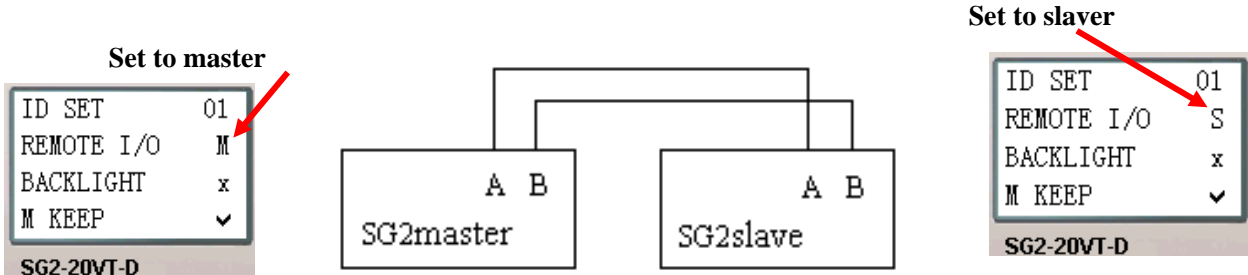 Set to slaver
Set to master
ID SET 01
REMOTE I/O M
BACKLIGHT x
M KEEP ✔
SG2-20VT-D
A B
SG2master
A B
SG2slave
ID SET 01
REMOTE I/O S
BACKLIGHT x
M KEEP ✔
SG2-20VT-D